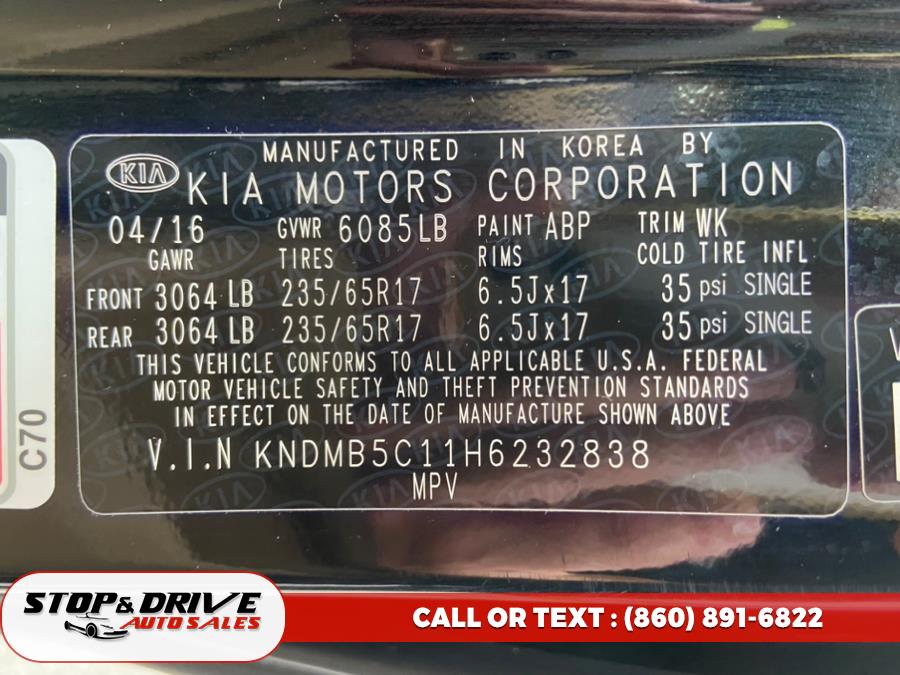 MANUFACTURED IN KOREA BY
KIA KIA MOTORS CORPORATION
04/16 GVWR 6085LB PAINT ABP TRIM WK
GAWR TIRES RIMS COLD TIRE INFL
FRONT 3064 LB 235/65R17 6.5Jx17 35 psi SINGLE
REAR 3064 LB 235/65R17 6.5Jx17 35 psi SINGLE
THIS VEHICLE CONFORMS TO ALL APPLICABLE U.S.A. FEDERAL
MOTOR VEHICLE SAFETY AND THEFT PREVENTION STANDARDS
IN EFFECT ON THE DATE OF MANUFACTURE SHOWN ABOVE.
V.I.N KNDMB5C11H6232838
MPV
C70
STOP & DRIVE
AUTO SALES
CALL OR TEXT : (860) 891-6822